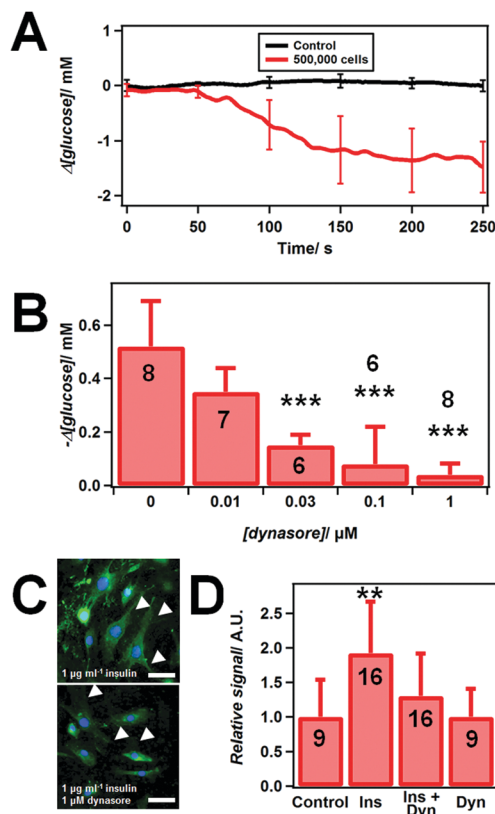 A
Control
500,000 cells
Δ[glucose]/ mM
0
-1
-2
0 50 100 150 200 250
Time/ s
B
-Δ[glucose]/ mM
0.6
0.4
0.2
0.0
8
7
***
6
6
***
8
***
0 0.01 0.03 0.1 1
[dynasore]/ µM
C
1 µg ml-1 insulin
1 µg ml-1 insulin
1 µM dynasore
D
Relative signal/ A.U.
2.5
2.0
1.5
1.0
0.5
0.0
**
9
16
16
9
Control Ins Ins + Dyn Dyn